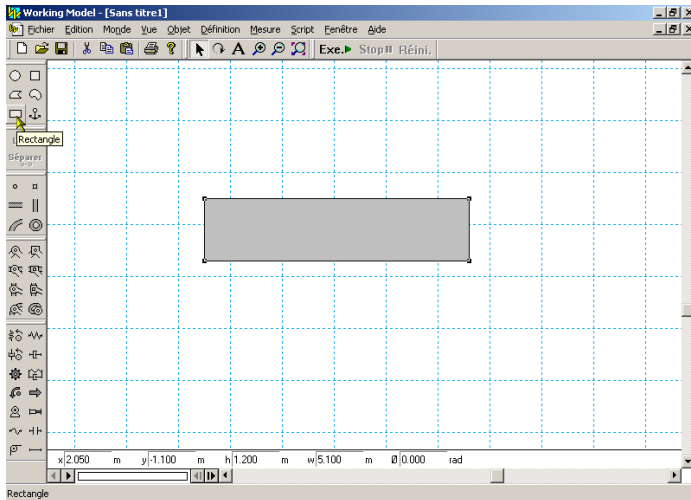 Working Model - [Sans titre1]
Fichier Edition Monde Vue Objet Définition Mesure Script Fenêtre Aide
A Exe. Stop Réini.
Rectangle
Séparer
x 2.050 m y -1.100 m h 1.200 m w 5.100 m Ø 0.000 rad
Rectangle